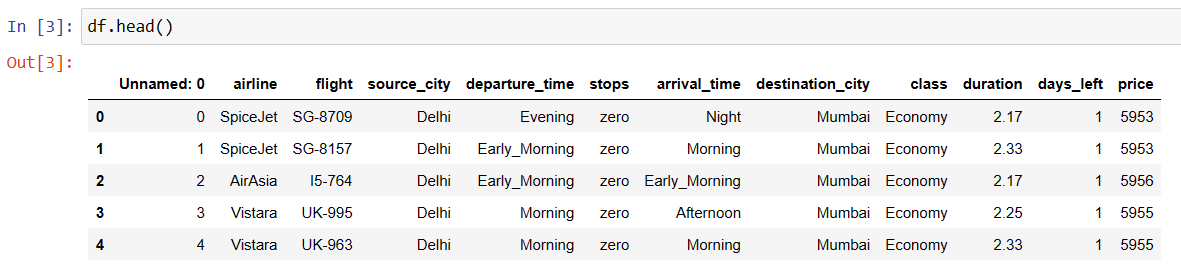 In [3]: df.head()
Out[3]:
Unnamed: 0 airline flight source_city departure_time stops arrival_time destination_city class duration days_left price
0 0 SpiceJet SG-8709 Delhi Evening zero Night Mumbai Economy 2.17 1 5953
1 1 SpiceJet SG-8157 Delhi Early_Morning zero Morning Mumbai Economy 2.33 1 5953
2 2 AirAsia I5-764 Delhi Early_Morning zero Early_Morning Mumbai Economy 2.17 1 5956
3 3 Vistara UK-995 Delhi Morning zero Afternoon Mumbai Economy 2.25 1 5955
4 4 Vistara UK-963 Delhi Morning zero Morning Mumbai Economy 2.33 1 5955